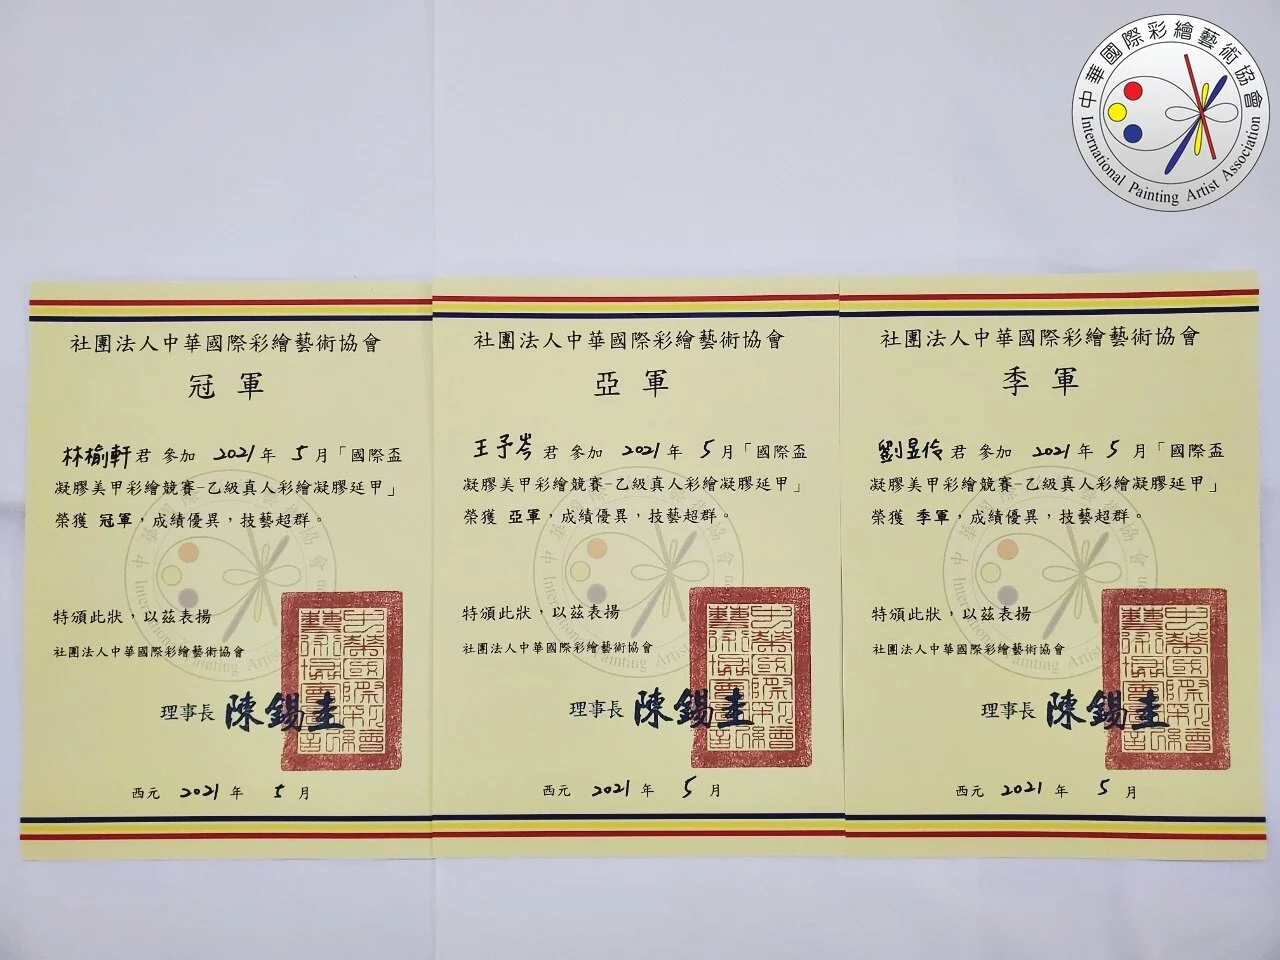 中華國際彩繪藝術協會
International Painting Artist Association
社團法人中華國際彩繪藝術協會
冠軍
林榆軒君 參加 2021年 5月「國際盃
凝膠美甲彩繪競賽-乙級真人彩繪凝膠延甲」
榮獲 冠軍,成績優異,技藝超群。
特頒此狀,以茲表揚
社團法人中華國際彩繪藝術協會
理事長 陳錫圭
西元 2021 年 5 月
社團法人中華國際彩繪藝術協會
亞軍
王予岑 君 參加 2021 年 5月「國際盃
凝膠美甲彩繪競賽-乙級真人彩繪凝膠延甲」
榮獲 亞軍,成績優異,技藝超群。
特頒此狀,以茲表揚
社團法人中華國際彩繪藝術協會
理事長 陳錫圭
西元 2021 年 5 月
社團法人中華國際彩繪藝術協會
季軍
劉昱伶 君 參加 2021 年 5月「國際盃
凝膠美甲彩繪競賽-乙級真人彩繪凝膠延甲」
榮獲 季軍,成績優異,技藝超群。
特頒此狀,以茲表揚
社團法人中華國際彩繪藝術協會
理事長 陳錫圭
西元 2021 年 5 月